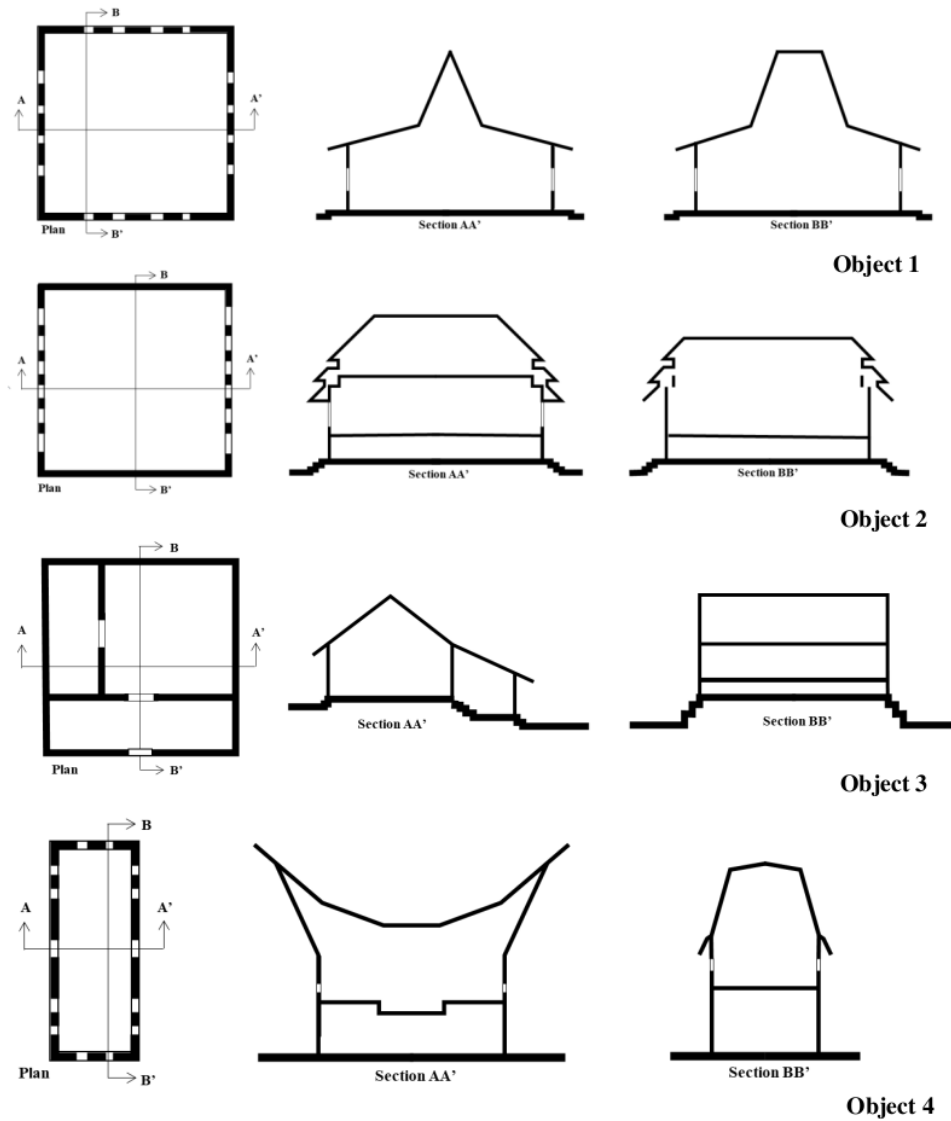 B
A
A'
Plan
B'
Section AA'
Section BB'
Object 1
B
A
A'
Plan
B'
Section AA'
Section BB'
Object 2
B
A
A'
Plan
B'
Section AA'
Section BB'
Object 3
B
A
A'
Plan
B'
Section AA'
Section BB'
Object 4